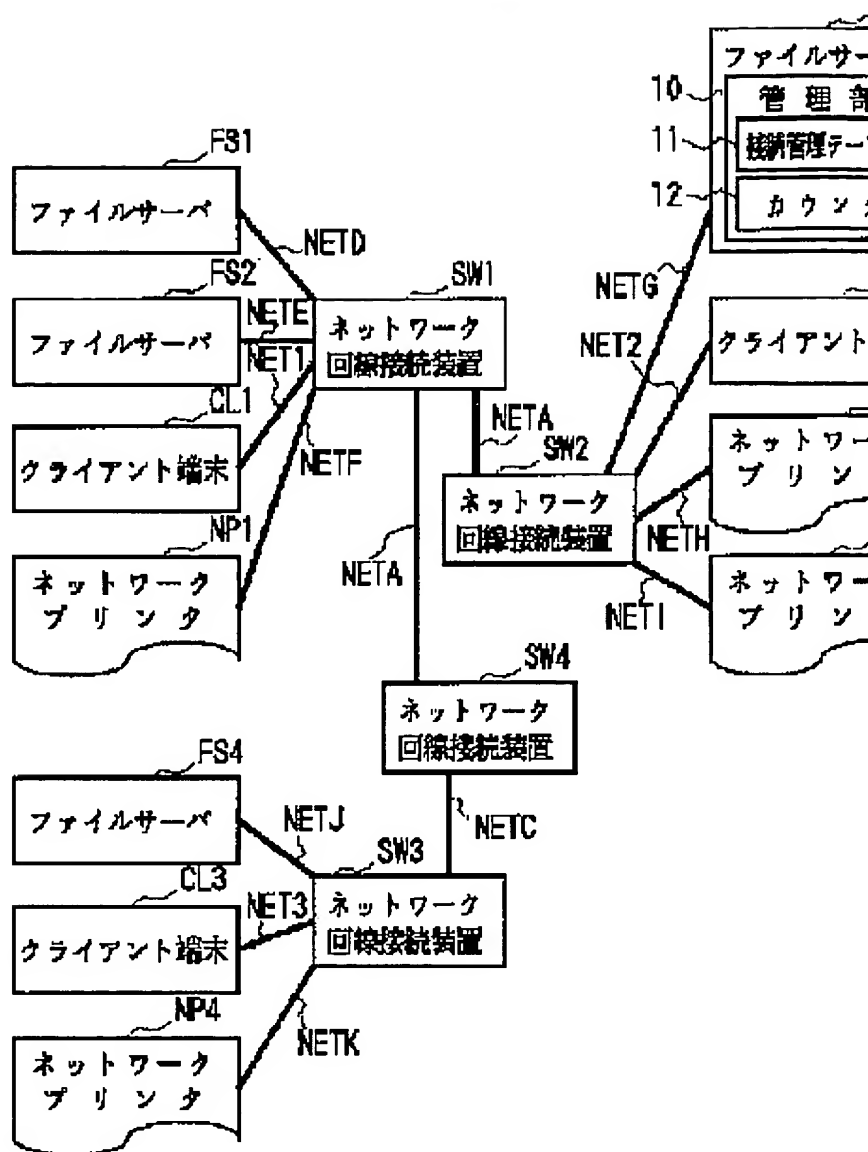 FS1
ファイルサーバ
NETD
FS2
ファイルサーバ
NETE
NET1
CL1
クライアント端末
NETF
NP1
ネットワーク
プリンタ
SW1
ネットワーク
回線接続装置
NETA
NETA
SW2
ネットワーク
回線接続装置
NETG
NET2
NETH
NETI
ファイルサー
10
管理部
11
接続管理テー
12
カウン
クライアント
ネットワー
プリン
ネットワー
プリン
SW4
ネットワーク
回線接続装置
NETC
FS4
ファイルサーバ
NETJ
SW3
ネットワーク
回線接続装置
CL3
クライアント端末
NET3
NP4
ネットワーク
プリンタ
NETK